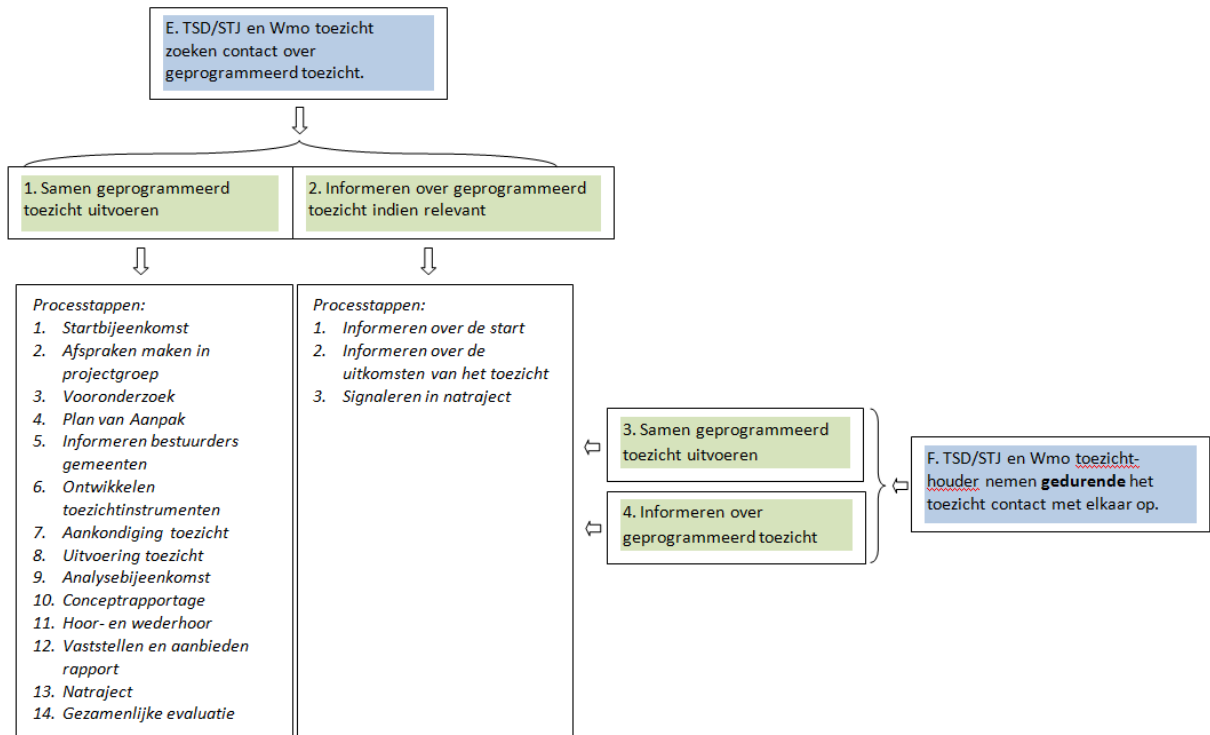 E. TSD/STJ en Wmo toezicht
zoeken contact over
geprogrammeerd toezicht.
1. Samen geprogrammeerd
toezicht uitvoeren
2. Informeren over geprogrammeerd
toezicht indien relevant
Processtappen:
1. Startbijeenkomst
2. Afspraken maken in
projectgroep
3. Vooronderzoek
4. Plan van Aanpak
5. Informeren bestuurders
gemeenten
6. Ontwikkelen
toezichtinstrumenten
7. Aankondiging toezicht
8. Uitvoering toezicht
9. Analysebijeenkomst
10. Conceptrapportage
11. Hoor- en wederhoor
12. Vaststellen en aanbieden
rapport
13. Natraject
14. Gezamenlijke evaluatie
Processtappen:
1. Informeren over de start
2. Informeren over de
uitkomsten van het toezicht
3. Signaleren in natraject
3. Samen geprogrammeerd
toezicht uitvoeren
4. Informeren over
geprogrammeerd toezicht
F. TSD/STJ en Wmo toezicht-
houder nemen gedurende het
toezicht contact met elkaar op.